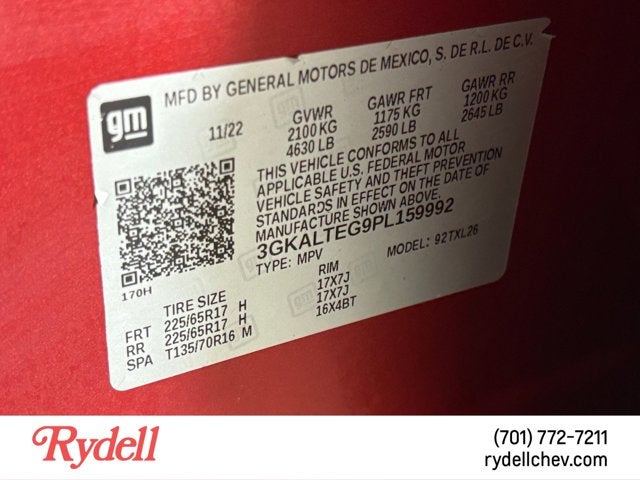 gm
MFD BY GENERAL MOTORS DE MEXICO, S. DE R.L. DE C.V.
11/22 GVWR GAWR FRT GAWR RR
2100 KG 1175 KG 1200 KG
4630 LB 2590 LB 2645 LB
THIS VEHICLE CONFORMS TO ALL
APPLICABLE U.S. FEDERAL MOTOR
VEHICLE SAFETY AND THEFT PREVENTION
STANDARDS IN EFFECT ON THE DATE OF
MANUFACTURE SHOWN ABOVE.
3GKALTEG9PL159992
TYPE: MPV MODEL: 92TXL26
170H
TIRE SIZE RIM
FRT 225/65R17 H 17X7J
RR 225/65R17 H 17X7J
SPA T135/70R16 M 16X4BT
Rydell
(701) 772-7211
rydellchev.com